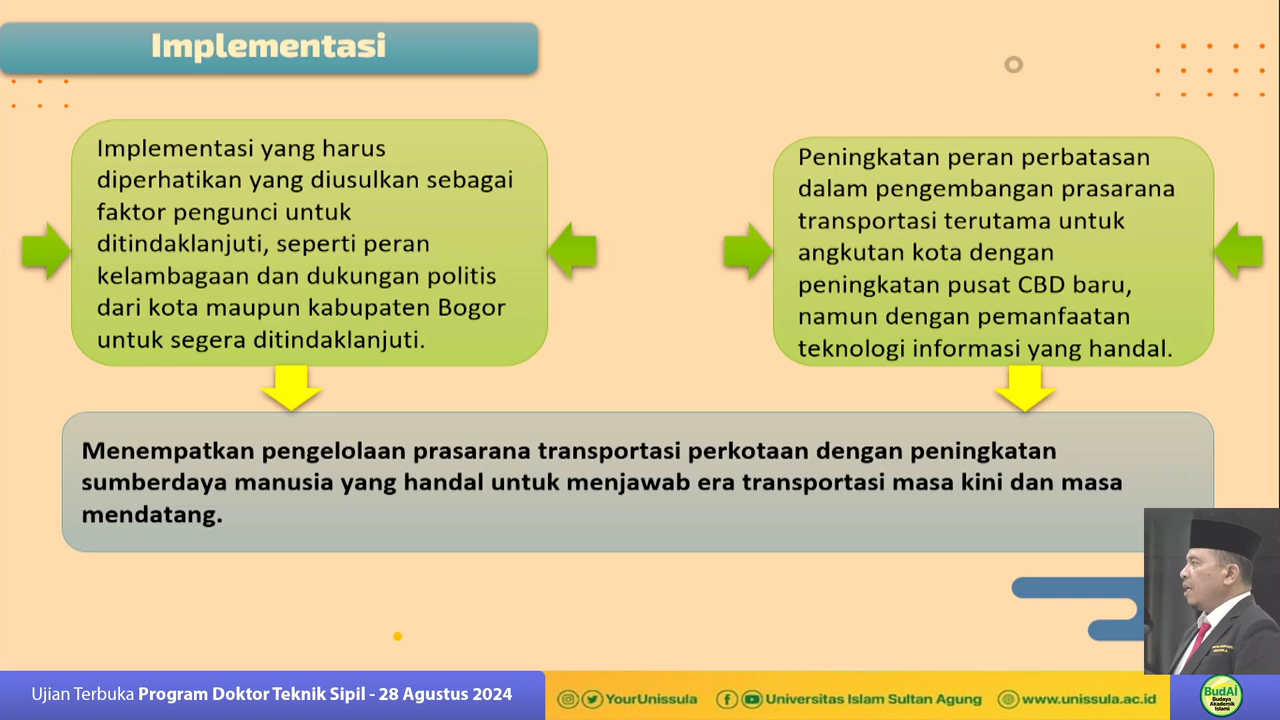 Implementasi
Implementasi yang harus
diperhatikan yang diusulkan sebagai
faktor pengunci untuk
ditindaklanjuti, seperti peran
kelambagaan dan dukungan politis
dari kota maupun kabupaten Bogor
untuk segera ditindaklanjuti.
Peningkatan peran perbatasan
dalam pengembangan prasarana
transportasi terutama untuk
angkutan kota dengan
peningkatan pusat CBD baru,
namun dengan pemanfaatan
teknologi informasi yang handal.
Menempatkan pengelolaan prasarana transportasi perkotaan dengan peningkatan
sumberdaya manusia yang handal untuk menjawab era transportasi masa kini dan masa
mendatang.
Ujian Terbuka Program Doktor Teknik Sipil - 28 Agustus 2024
YourUnissula
Universitas Islam Sultan Agung
www.unissula.ac.id
BudAI
Budaya
Akademik
Islami